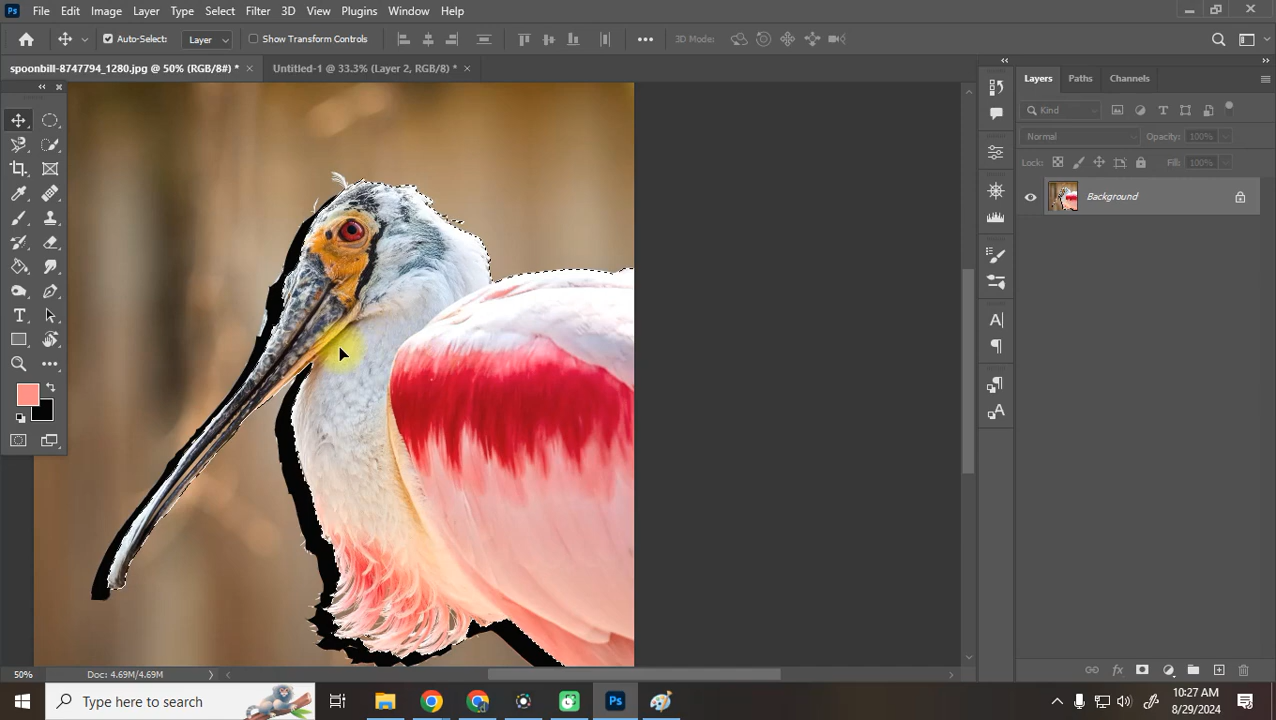 Ps File Edit Image Layer Type Select Filter 3D View Plugins Window Help
Auto-Select: Layer Show Transform Controls 3D Mode:
spoonbill-8747794_1280.jpg @ 50% (RGB/8#) * × Untitled-1 @ 33.3% (Layer 2, RGB/8) * ×
Layers Paths Channels
Kind
Normal Opacity: 100%
Lock: Fill: 100%
Background
50% Doc: 4.69M/4.69M
Type here to search
Ps
10:27 AM
8/29/2024